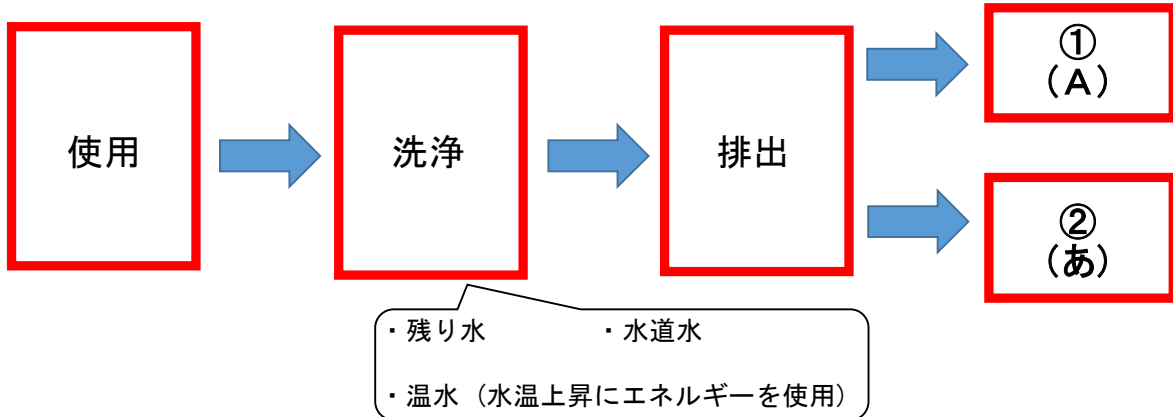 使用
洗浄
排出
①
（A）
②
（あ）
・残り水　　　　・水道水
・温水（水温上昇にエネルギーを使用）